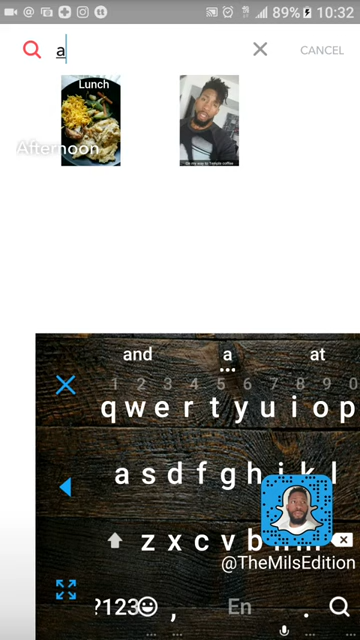 89% 10:32
a
CANCEL
Lunch
Afternoon
and a at
1 2 3 4 5 6 7 8 9 0
q w e r t y u i o p
a s d f g h j k l
z x c v b n m
@TheMilsEdition
?123 , En .